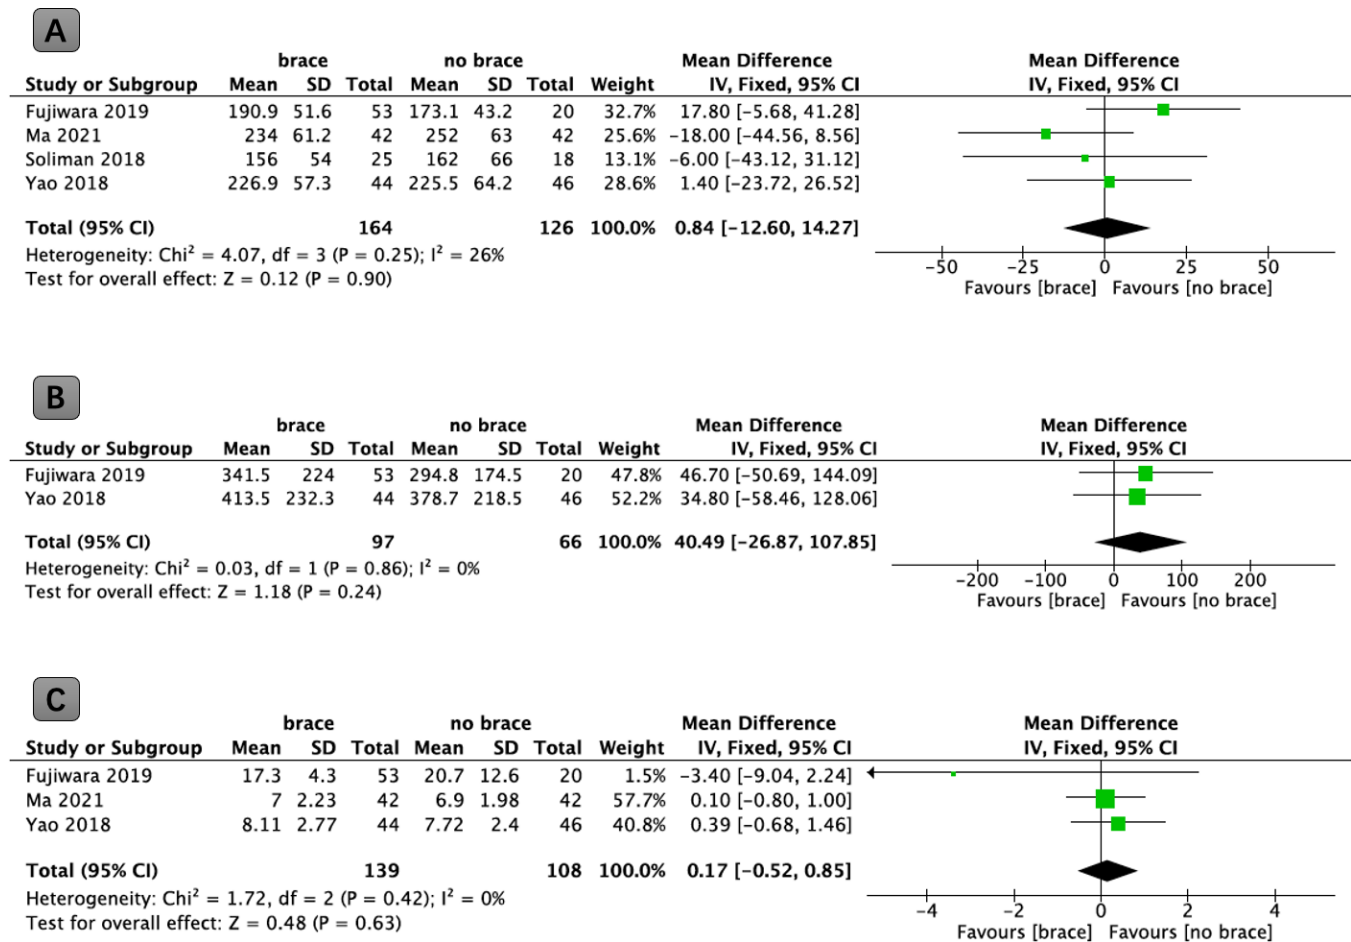 A
brace no brace Mean Difference Mean Difference
Study or Subgroup Mean SD Total Mean SD Total Weight IV, Fixed, 95% CI IV, Fixed, 95% CI
Fujiwara 2019 190.9 51.6 53 173.1 43.2 20 32.7% 17.80 [−5.68, 41.28]
Ma 2021 234 61.2 42 252 63 42 25.6% −18.00 [−44.56, 8.56]
Soliman 2018 156 54 25 162 66 18 13.1% −6.00 [−43.12, 31.12]
Yao 2018 226.9 57.3 44 225.5 64.2 46 28.6% 1.40 [−23.72, 26.52]
Total (95% CI) 164 126 100.0% 0.84 [−12.60, 14.27]
Heterogeneity: Chi² = 4.07, df = 3 (P = 0.25); I² = 26%
Test for overall effect: Z = 0.12 (P = 0.90)
−50 −25 0 25 50
Favours [brace] Favours [no brace]
B
brace no brace Mean Difference Mean Difference
Study or Subgroup Mean SD Total Mean SD Total Weight IV, Fixed, 95% CI IV, Fixed, 95% CI
Fujiwara 2019 341.5 224 53 294.8 174.5 20 47.8% 46.70 [−50.69, 144.09]
Yao 2018 413.5 232.3 44 378.7 218.5 46 52.2% 34.80 [−58.46, 128.06]
Total (95% CI) 97 66 100.0% 40.49 [−26.87, 107.85]
Heterogeneity: Chi² = 0.03, df = 1 (P = 0.86); I² = 0%
Test for overall effect: Z = 1.18 (P = 0.24)
−200 −100 0 100 200
Favours [brace] Favours [no brace]
C
brace no brace Mean Difference Mean Difference
Study or Subgroup Mean SD Total Mean SD Total Weight IV, Fixed, 95% CI IV, Fixed, 95% CI
Fujiwara 2019 17.3 4.3 53 20.7 12.6 20 1.5% −3.40 [−9.04, 2.24]
Ma 2021 7 2.23 42 6.9 1.98 42 57.7% 0.10 [−0.80, 1.00]
Yao 2018 8.11 2.77 44 7.72 2.4 46 40.8% 0.39 [−0.68, 1.46]
Total (95% CI) 139 108 100.0% 0.17 [−0.52, 0.85]
Heterogeneity: Chi² = 1.72, df = 2 (P = 0.42); I² = 0%
Test for overall effect: Z = 0.48 (P = 0.63)
−4 −2 0 2 4
Favours [brace] Favours [no brace]